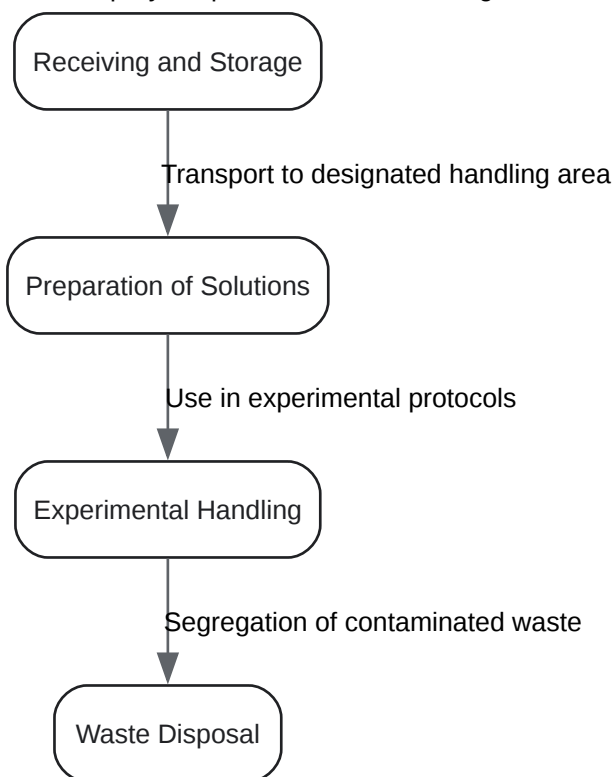 Receiving and Storage
Transport to designated handling area
Preparation of Solutions
Use in experimental protocols
Experimental Handling
Segregation of contaminated waste
Waste Disposal